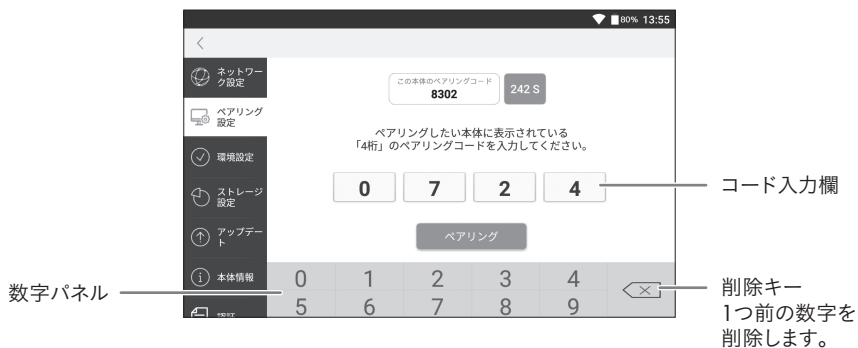 80% 13:55
ネットワー
ク設定
ペアリング
設定
環境設定
ストレージ
設定
アップデー
ト
本体情報
この本体のペアリングコード
8302
242 S
ペアリングしたい本体に表示されている
「4桁」のペアリングコードを入力してください。
0 7 2 4
ペアリング
0 1 2 3 4
5 6 7 8 9
コード入力欄
数字パネル
削除キー
1つ前の数字を
削除します。